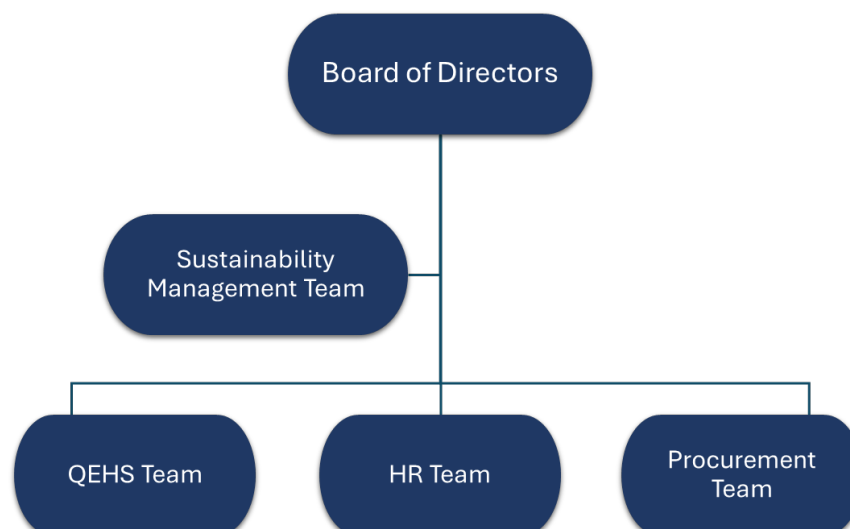 Board of Directors
Sustainability
Management Team
QEHS Team
HR Team
Procurement
Team